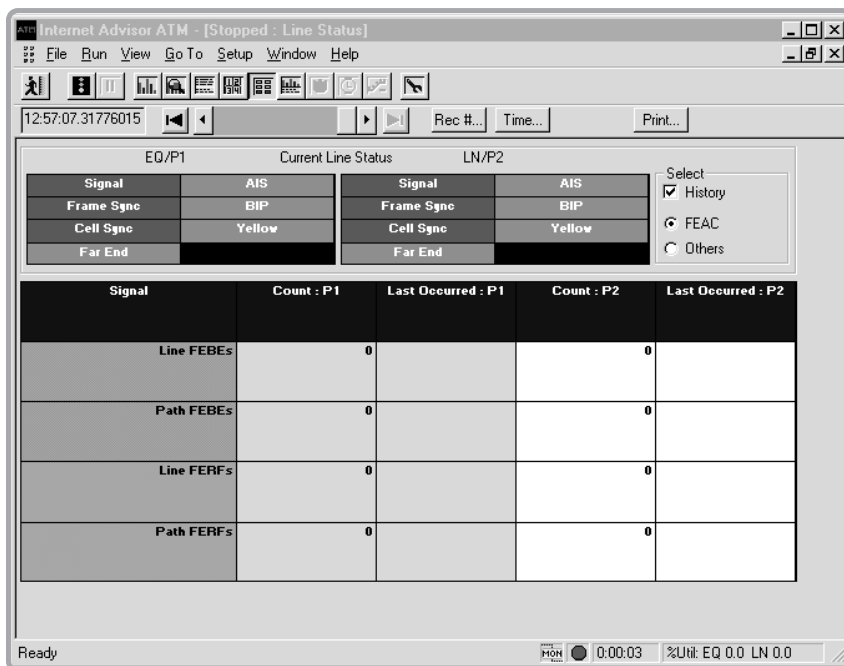 Internet Advisor ATM - [Stopped : Line Status]
File Run View Go To Setup Window Help
12:57:07.31776015 Rec #... Time... Print...
EQ/P1 Current Line Status LN/P2
Select
Signal AIS Signal AIS
History
Frame Sync BIP Frame Sync BIP
FEAC
Cell Sync Yellow Cell Sync Yellow
Others
Far End Far End
Signal Count : P1 Last Occurred : P1 Count : P2 Last Occurred : P2
Line FEBEs 0 0
Path FEBEs 0 0
Line FERFs 0 0
Path FERFs 0 0
Ready MON 0:00:03 %Util: EQ 0.0 LN 0.0